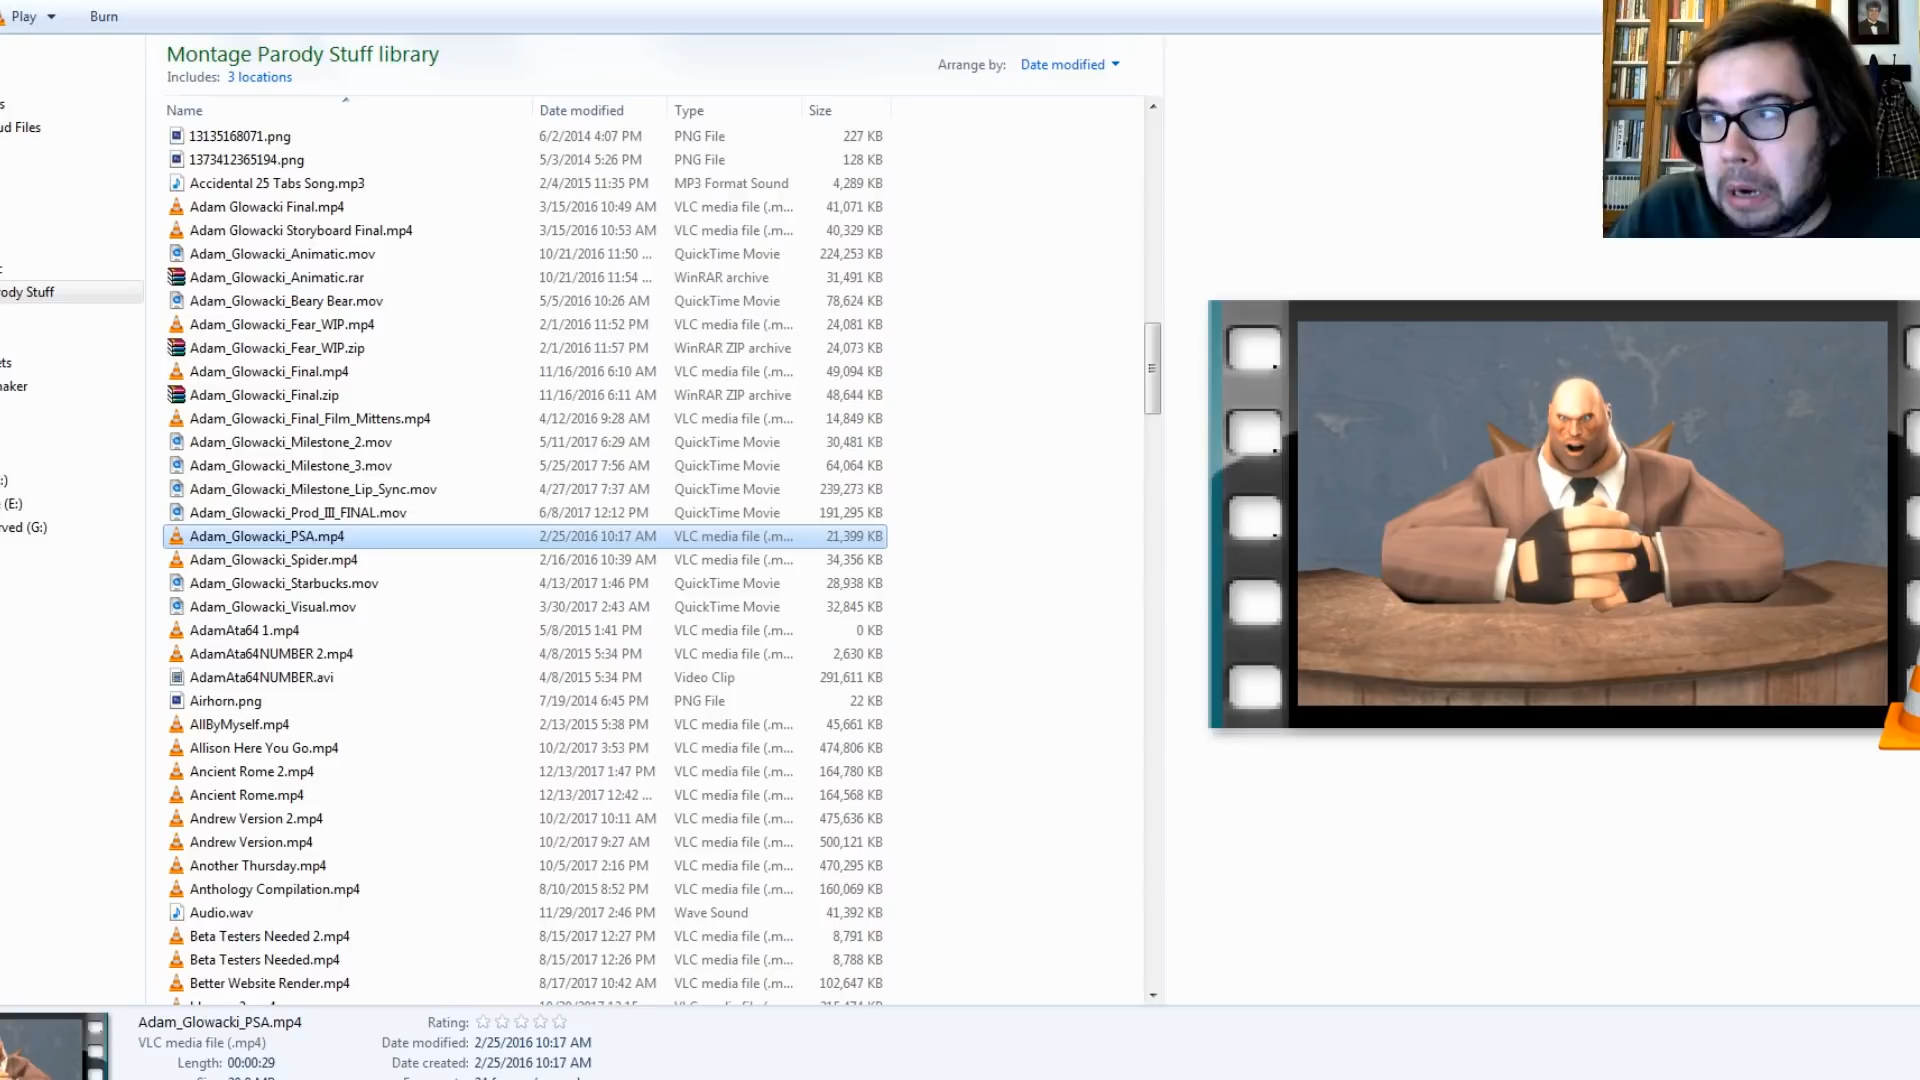 Play Burn
Montage Parody Stuff library
Includes: 3 locations
Arrange by: Date modified
Name Date modified Type Size
13135168071.png 6/2/2014 4:07 PM PNG File 227 KB
1373412365194.png 5/3/2014 5:26 PM PNG File 128 KB
Accidental 25 Tabs Song.mp3 2/4/2015 11:35 PM MP3 Format Sound 4,289 KB
Adam Glowacki Final.mp4 3/15/2016 10:49 AM VLC media file (.m... 41,071 KB
Adam Glowacki Storyboard Final.mp4 3/15/2016 10:53 AM VLC media file (.m... 40,329 KB
Adam_Glowacki_Animatic.mov 10/21/2016 11:50 ... QuickTime Movie 224,253 KB
Adam_Glowacki_Animatic.rar 10/21/2016 11:54 ... WinRAR archive 31,491 KB
Adam_Glowacki_Beary Bear.mov 5/5/2016 10:26 AM QuickTime Movie 78,624 KB
Adam_Glowacki_Fear_WIP.mp4 2/1/2016 11:52 PM VLC media file (.m... 24,081 KB
Adam_Glowacki_Fear_WIP.zip 2/1/2016 11:57 PM WinRAR ZIP archive 24,073 KB
Adam_Glowacki_Final.mp4 11/16/2016 6:10 AM VLC media file (.m... 49,094 KB
Adam_Glowacki_Final.zip 11/16/2016 6:11 AM WinRAR ZIP archive 48,644 KB
Adam_Glowacki_Final_Film_Mittens.mp4 4/12/2016 9:28 AM VLC media file (.m... 14,849 KB
Adam_Glowacki_Milestone_2.mov 5/11/2017 6:29 AM QuickTime Movie 30,481 KB
Adam_Glowacki_Milestone_3.mov 5/25/2017 7:56 AM QuickTime Movie 64,064 KB
Adam_Glowacki_Milestone_Lip_Sync.mov 4/27/2017 7:37 AM QuickTime Movie 239,273 KB
Adam_Glowacki_Prod_III_FINAL.mov 6/8/2017 12:12 PM QuickTime Movie 191,295 KB
Adam_Glowacki_PSA.mp4 2/25/2016 10:17 AM VLC media file (.m... 21,399 KB
Adam_Glowacki_Spider.mp4 2/16/2016 10:39 AM VLC media file (.m... 34,356 KB
Adam_Glowacki_Starbucks.mov 4/13/2017 1:46 PM QuickTime Movie 28,938 KB
Adam_Glowacki_Visual.mov 3/30/2017 2:43 AM QuickTime Movie 32,845 KB
AdamAta64 1.mp4 5/8/2015 1:41 PM VLC media file (.m... 0 KB
AdamAta64NUMBER 2.mp4 4/8/2015 5:34 PM VLC media file (.m... 2,630 KB
AdamAta64NUMBER.avi 4/8/2015 5:34 PM Video Clip 291,611 KB
Airhorn.png 7/19/2014 6:45 PM PNG File 22 KB
AllByMyself.mp4 2/13/2015 5:38 PM VLC media file (.m... 45,661 KB
Allison Here You Go.mp4 10/2/2017 3:53 PM VLC media file (.m... 474,806 KB
Ancient Rome 2.mp4 12/13/2017 1:47 PM VLC media file (.m... 164,780 KB
Ancient Rome.mp4 12/13/2017 12:42 ... VLC media file (.m... 164,568 KB
Andrew Version 2.mp4 10/2/2017 10:11 AM VLC media file (.m... 475,636 KB
Andrew Version.mp4 10/2/2017 9:27 AM VLC media file (.m... 500,121 KB
Another Thursday.mp4 10/5/2017 2:16 PM VLC media file (.m... 470,295 KB
Anthology Compilation.mp4 8/10/2015 8:52 PM VLC media file (.m... 160,069 KB
Audio.wav 11/29/2017 2:46 PM Wave Sound 41,392 KB
Beta Testers Needed 2.mp4 8/15/2017 12:27 PM VLC media file (.m... 8,791 KB
Beta Testers Needed.mp4 8/15/2017 12:26 PM VLC media file (.m... 8,788 KB
Better Website Render.mp4 8/17/2017 10:42 AM VLC media file (.m... 102,647 KB
s
ud Files
ody Stuff
ets
naker
:)
(E:)
rved (G:)
Adam_Glowacki_PSA.mp4 Rating:
VLC media file (.mp4) Date modified: 2/25/2016 10:17 AM
Length: 00:00:29 Date created: 2/25/2016 10:17 AM